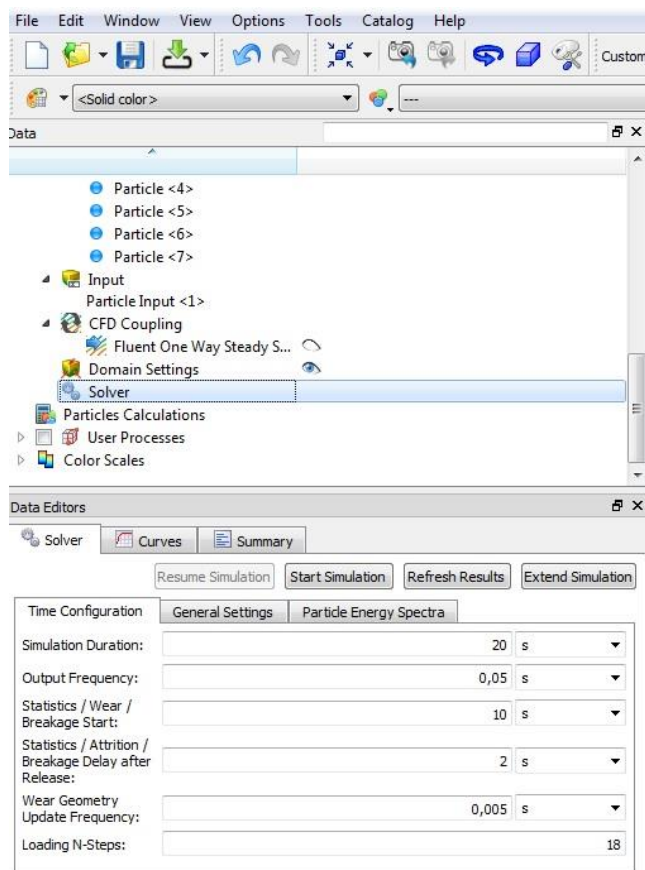 File Edit Window View Options Tools Catalog Help
Custom
<Solid color> ---
Data
Particle <4>
Particle <5>
Particle <6>
Particle <7>
Input
Particle Input <1>
CFD Coupling
Fluent One Way Steady S...
Domain Settings
Solver
Particles Calculations
User Processes
Color Scales
Data Editors
Solver Curves Summary
Resume Simulation Start Simulation Refresh Results Extend Simulation
Time Configuration General Settings Particle Energy Spectra
Simulation Duration: 20 s
Output Frequency: 0,05 s
Statistics / Wear /
Breakage Start: 10 s
Statistics / Attrition /
Breakage Delay after
Release: 2 s
Wear Geometry
Update Frequency: 0,005 s
Loading N-Steps: 18